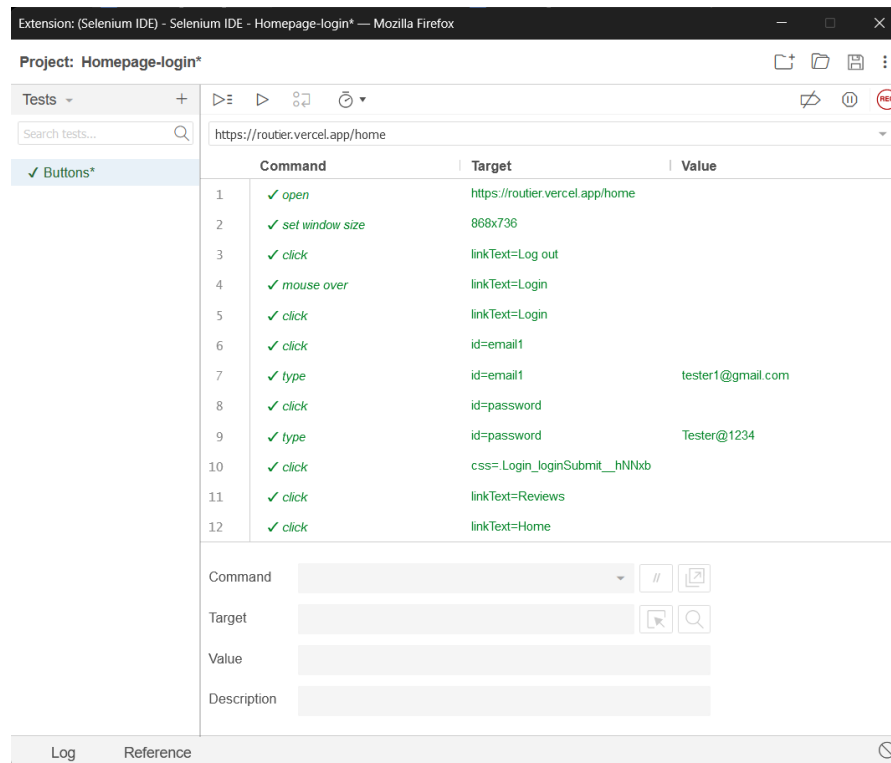 Extension: (Selenium IDE) - Selenium IDE - Homepage-login* — Mozilla Firefox
Project: Homepage-login*
Tests
Search tests...
✓ Buttons*
https://routier.vercel.app/home
Command Target Value
1 ✓ open https://routier.vercel.app/home
2 ✓ set window size 868x736
3 ✓ click linkText=Log out
4 ✓ mouse over linkText=Login
5 ✓ click linkText=Login
6 ✓ click id=email1
7 ✓ type id=email1 tester1@gmail.com
8 ✓ click id=password
9 ✓ type id=password Tester@1234
10 ✓ click css=.Login_loginSubmit__hNNxb
11 ✓ click linkText=Reviews
12 ✓ click linkText=Home
Command //
Target
Value
Description
Log Reference